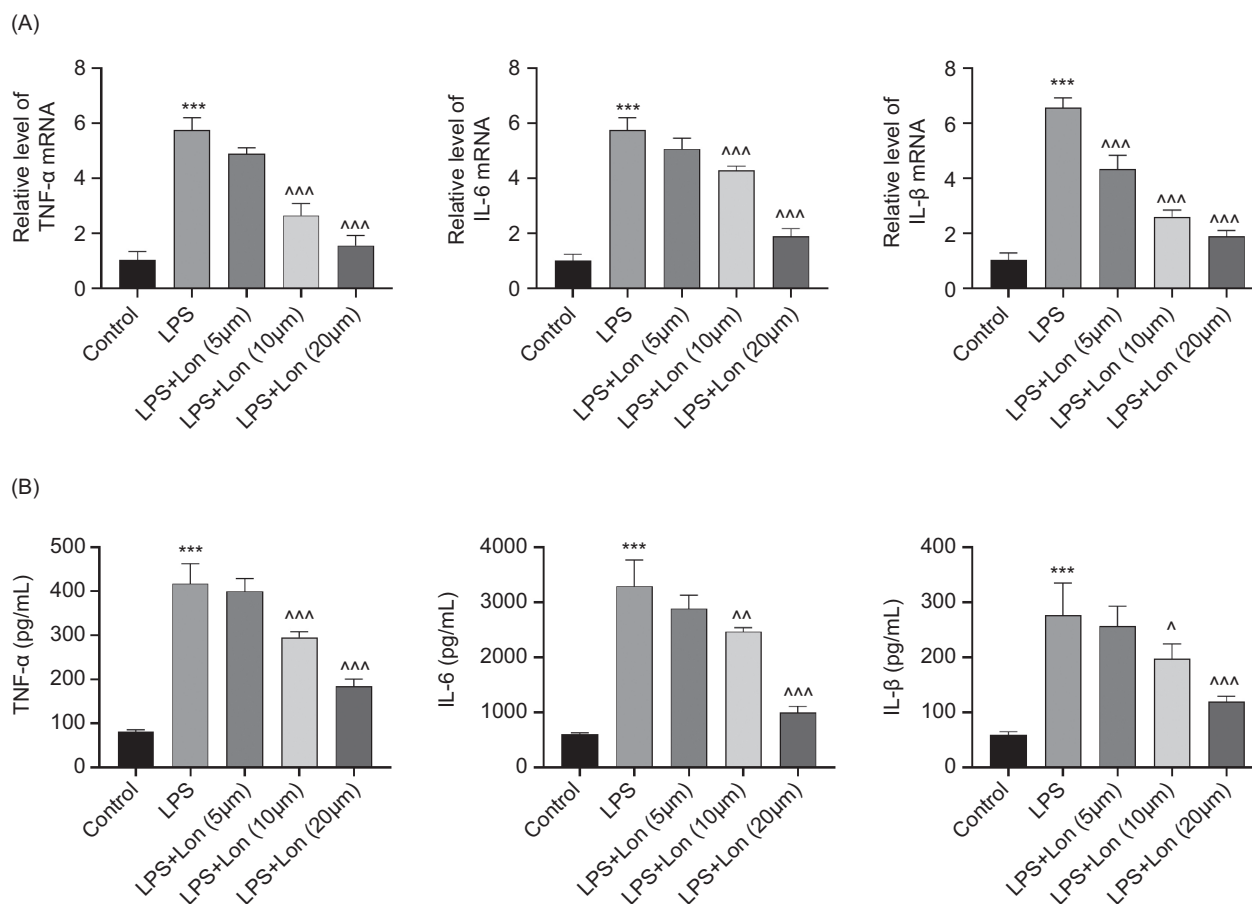 (A)
Relative level of
TNF-α mRNA
8
6
4
2
0
***
^^^
^^^
Control
LPS
LPS+Lon (5μm)
LPS+Lon (10μm)
LPS+Lon (20μm)
Relative level of
IL-6 mRNA
8
6
4
2
0
***
^^^
^^^
Control
LPS
LPS+Lon (5μm)
LPS+Lon (10μm)
LPS+Lon (20μm)
Relative level of
IL-β mRNA
8
6
4
2
0
***
^^^
^^^
^^^
Control
LPS
LPS+Lon (5μm)
LPS+Lon (10μm)
LPS+Lon (20μm)
(B)
TNF-α (pg/mL)
500
400
300
200
100
0
***
^^^
^^^
Control
LPS
LPS+Lon (5μm)
LPS+Lon (10μm)
LPS+Lon (20μm)
IL-6 (pg/mL)
4000
3000
2000
1000
0
***
^^
^^^
Control
LPS
LPS+Lon (5μm)
LPS+Lon (10μm)
LPS+Lon (20μm)
IL-β (pg/mL)
400
300
200
100
0
***
^
^^^
Control
LPS
LPS+Lon (5μm)
LPS+Lon (10μm)
LPS+Lon (20μm)